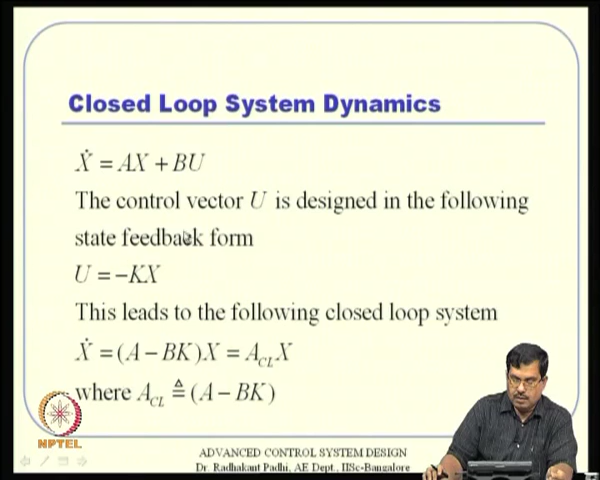 Closed Loop System Dynamics
Ẋ = AX + BU
The control vector U is designed in the following
state feedback form
U = −KX
This leads to the following closed loop system
Ẋ = (A − BK)X = A_CL X
where A_CL ≜ (A − BK)
NPTEL
ADVANCED CONTROL SYSTEM DESIGN
Dr. Radhakant Padhi, AE Dept., IISc-Bangalore